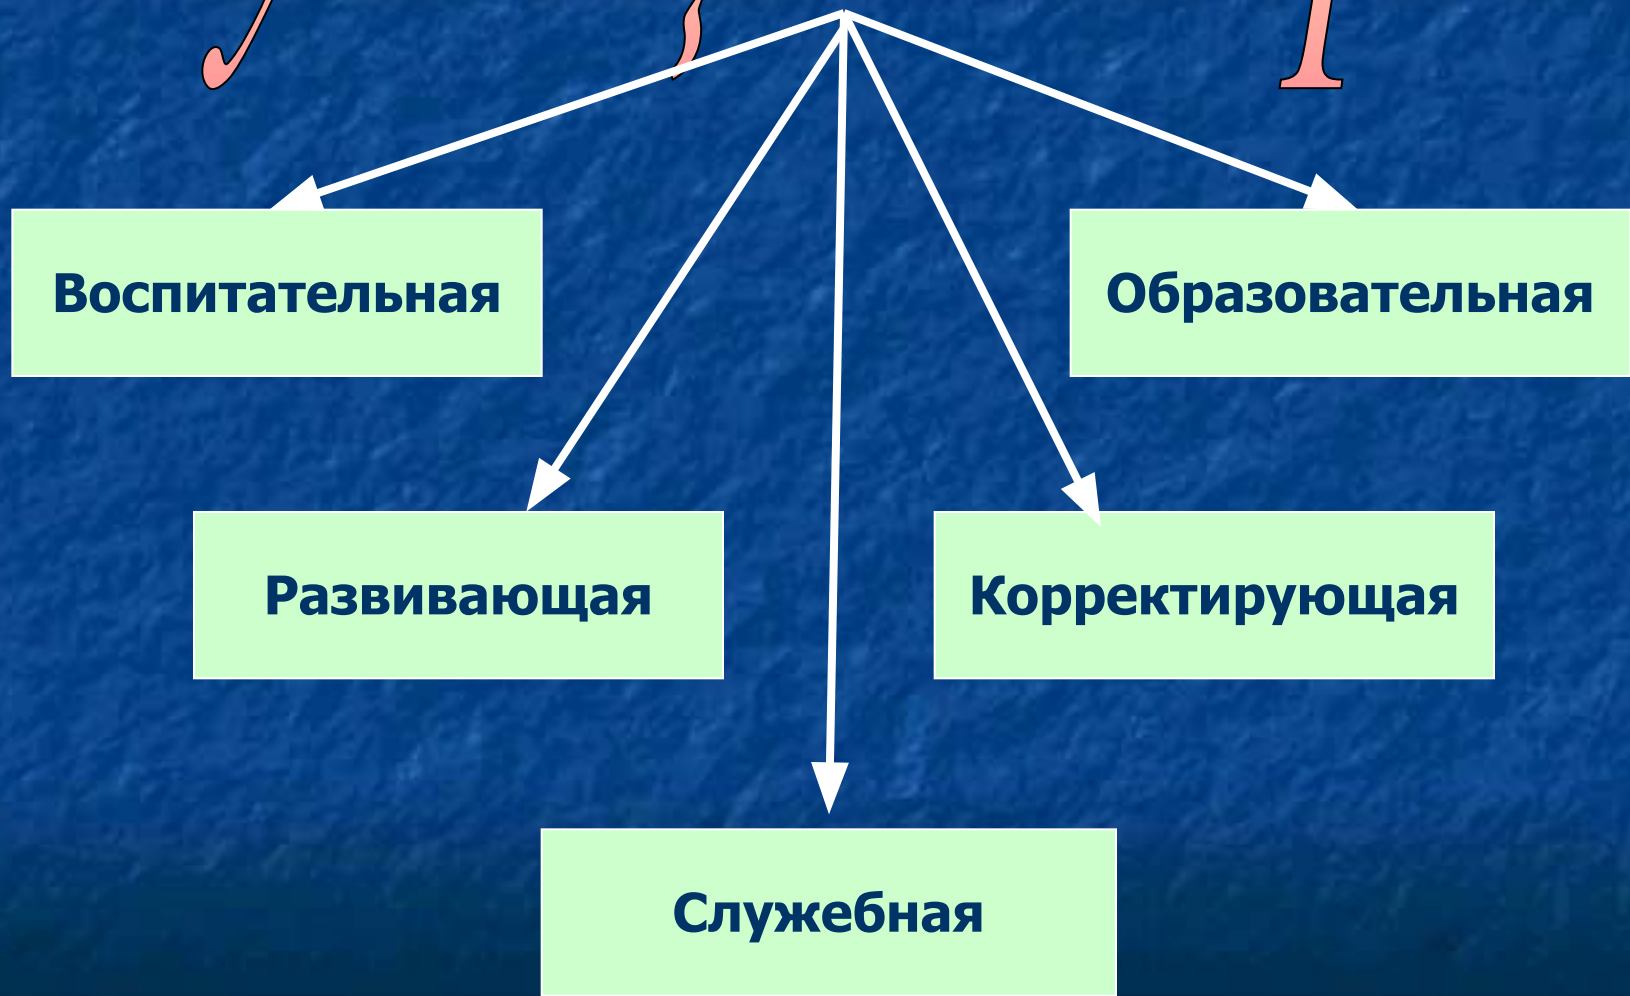 Воспитательная
Образовательная
Развивающая
Корректирующая
Служебная